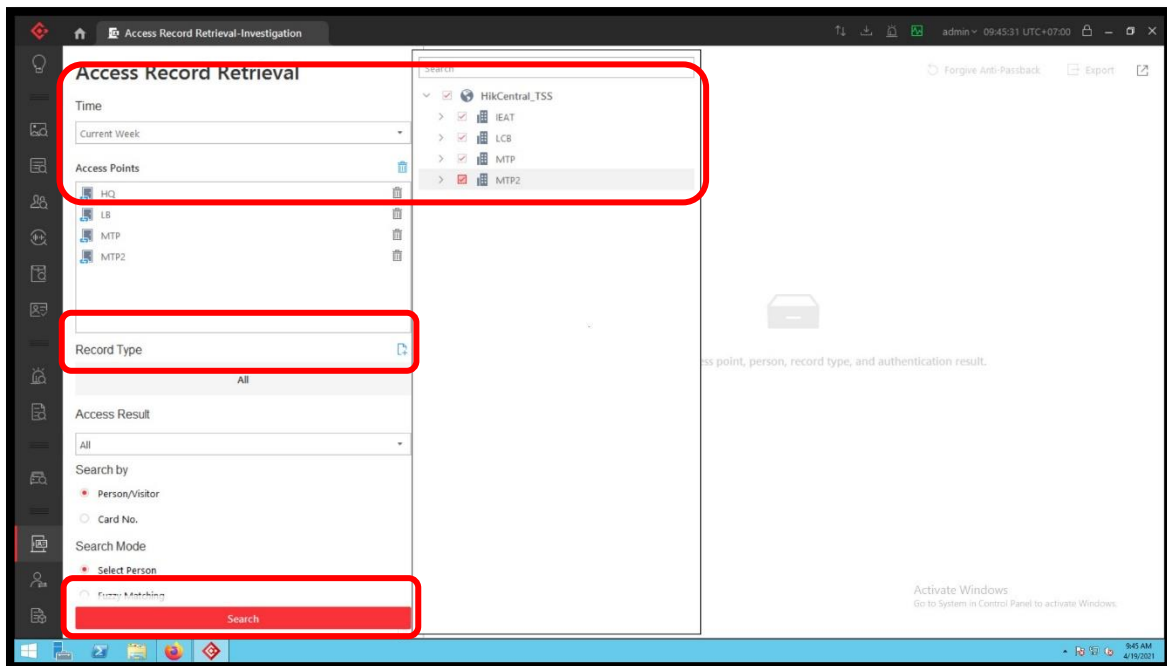 Access Record Retrieval-Investigation
admin 09:45:31 UTC+07:00
Access Record Retrieval
Time
Current Week
Access Points
HQ
LB
MTP
MTP2
Record Type
All
Access Result
All
Search by
Person/Visitor
Card No.
Search Mode
Select Person
Fuzzy Matching
Search
Search
HikCentral_TSS
IEAT
LCB
MTP
MTP2
Forgive Anti-Passback
Export
ess point, person, record type, and authentication result.
Activate Windows
Go to System in Control Panel to activate Windows.
9:45 AM
4/19/2021